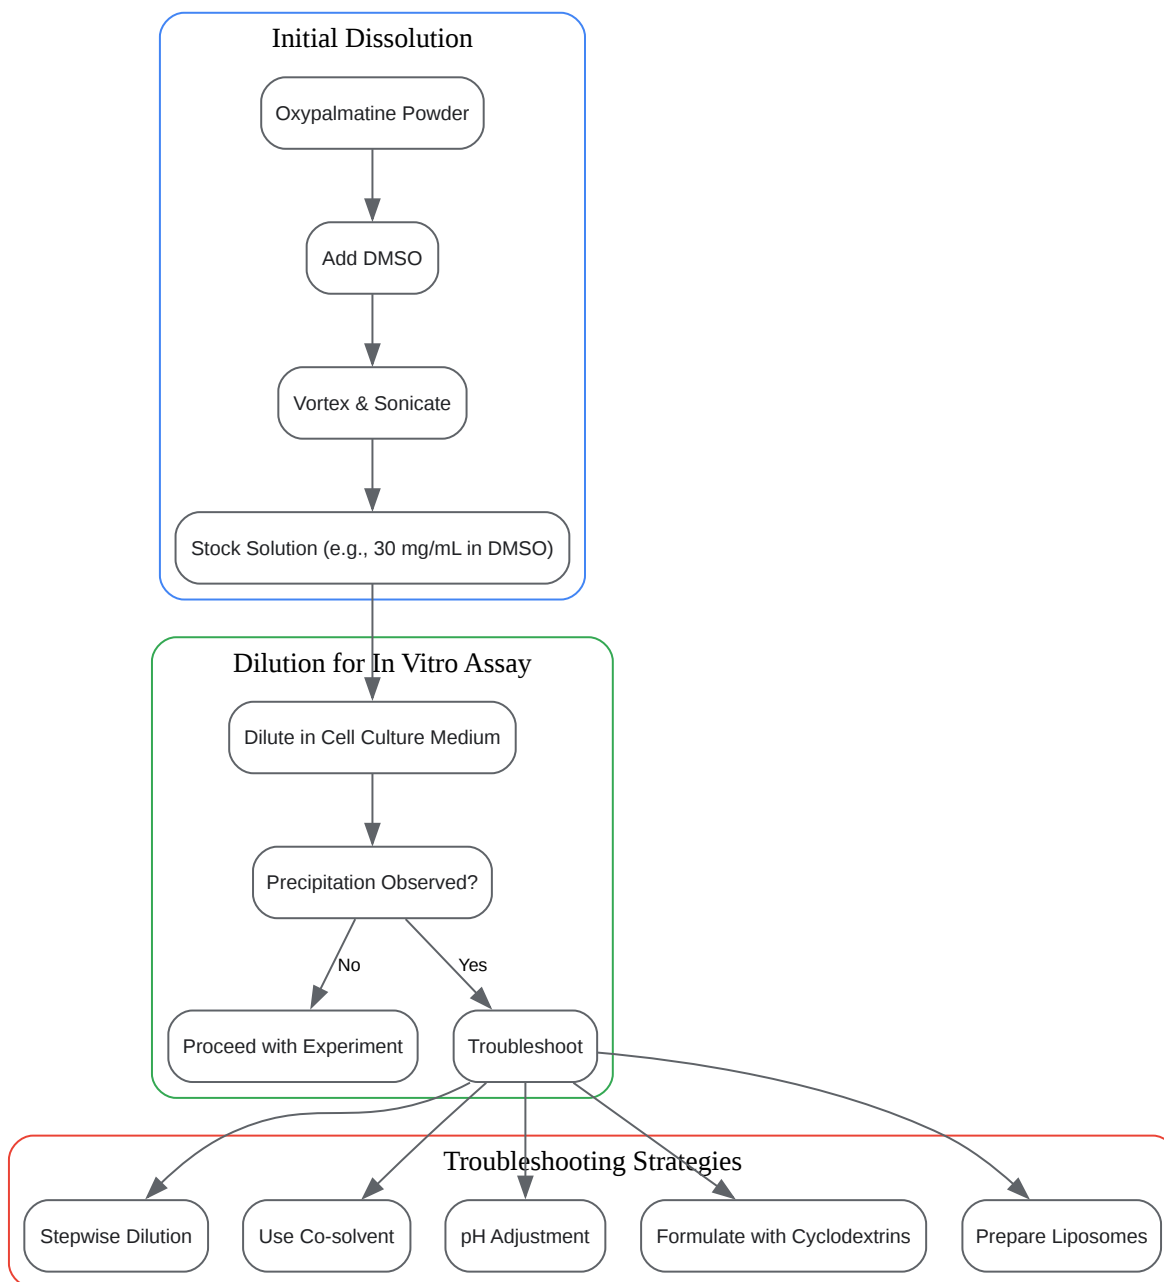 Initial Dissolution
Oxypalmatine Powder
Add DMSO
Vortex & Sonicate
Stock Solution (e.g., 30 mg/mL in DMSO)
Dilution for In Vitro Assay
Dilute in Cell Culture Medium
Precipitation Observed?
No
Yes
Proceed with Experiment
Troubleshoot
Troubleshooting Strategies
Stepwise Dilution
Use Co-solvent
pH Adjustment
Formulate with Cyclodextrins
Prepare Liposomes